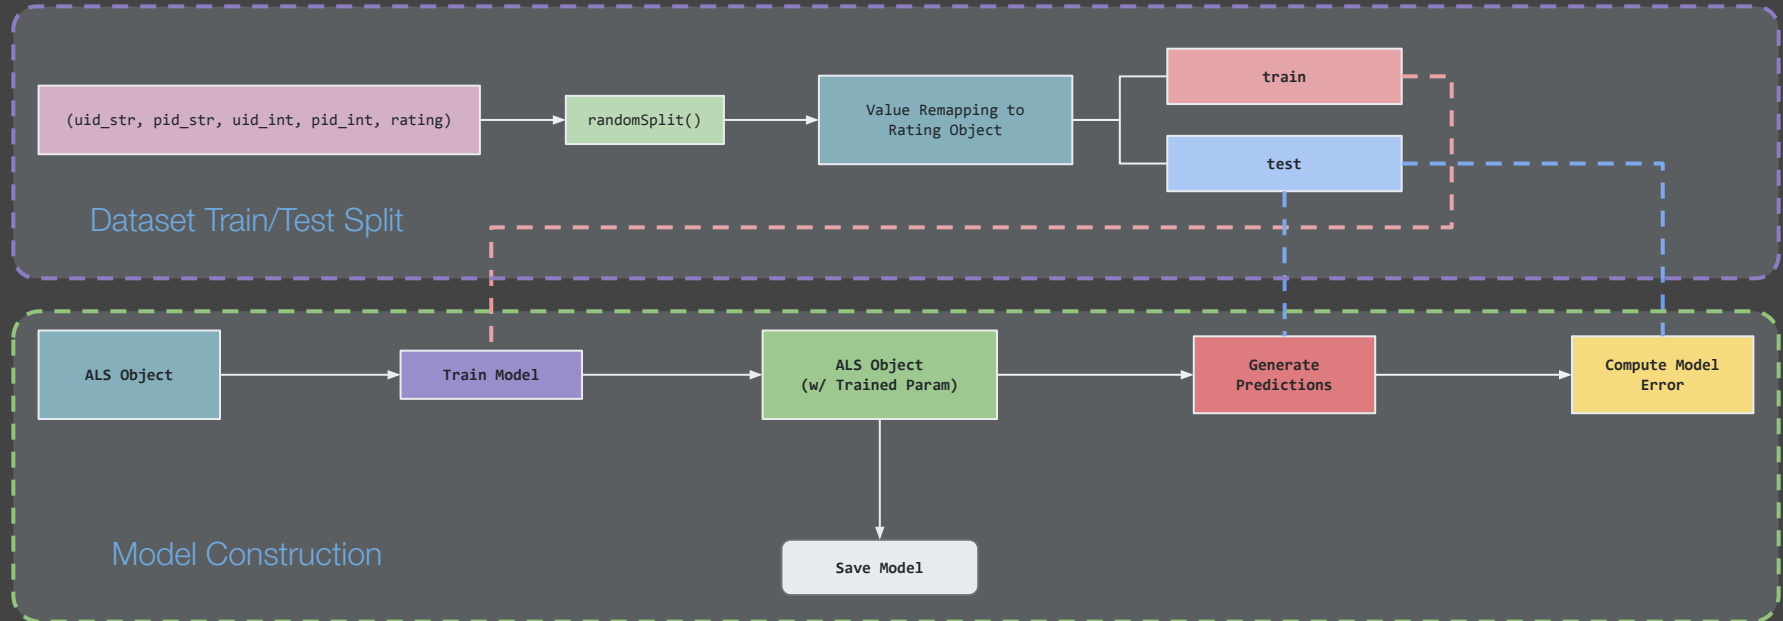 train
(uid_str, pid_str, uid_int, pid_int, rating)
randomSplit()
Value Remapping to
Rating Object
test
Dataset Train/Test Split
ALS Object
Train Model
ALS Object
(w/ Trained Param)
Generate
Predictions
Compute Model
Error
Model Construction
Save Model